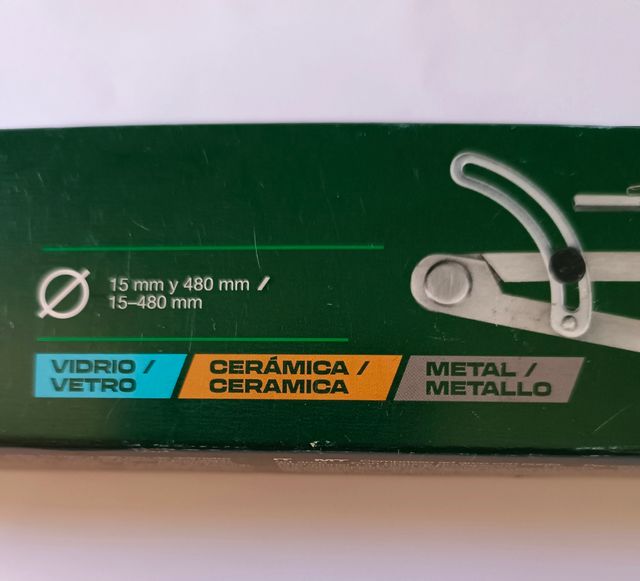 15 mm y 480 mm /
15–480 mm
VIDRIO /
VETRO
CERÁMICA /
CERAMICA
METAL /
METALLO